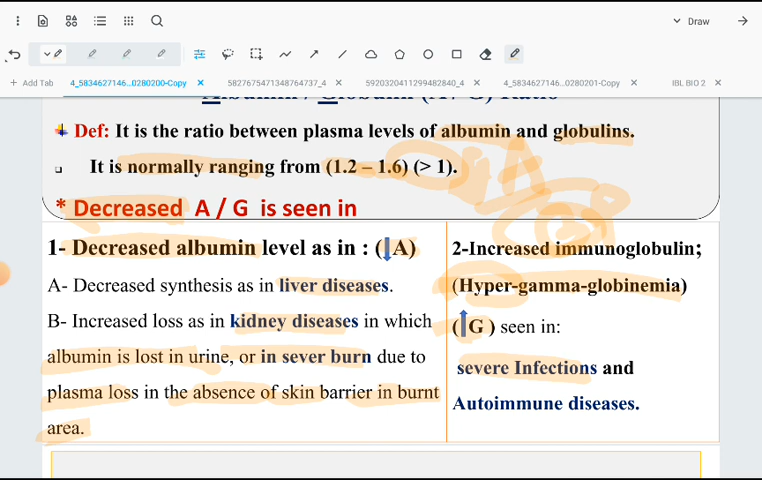 Draw
Add Tab
4_5834627146...0280200-Copy
5827675471348764737_4
5920320411299482840_4
4_5834627146...0280201-Copy
IBL BIO 2
Def: It is the ratio between plasma levels of albumin and globulins.
It is normally ranging from (1.2 – 1.6) (> 1).
* Decreased A / G is seen in
1- Decreased albumin level as in : (↓A)
A- Decreased synthesis as in liver diseases.
B- Increased loss as in kidney diseases in which
albumin is lost in urine, or in sever burn due to
plasma loss in the absence of skin barrier in burnt
area.
2-Increased immunoglobulin;
(Hyper-gamma-globinemia)
(↑G ) seen in:
severe Infections and
Autoimmune diseases.